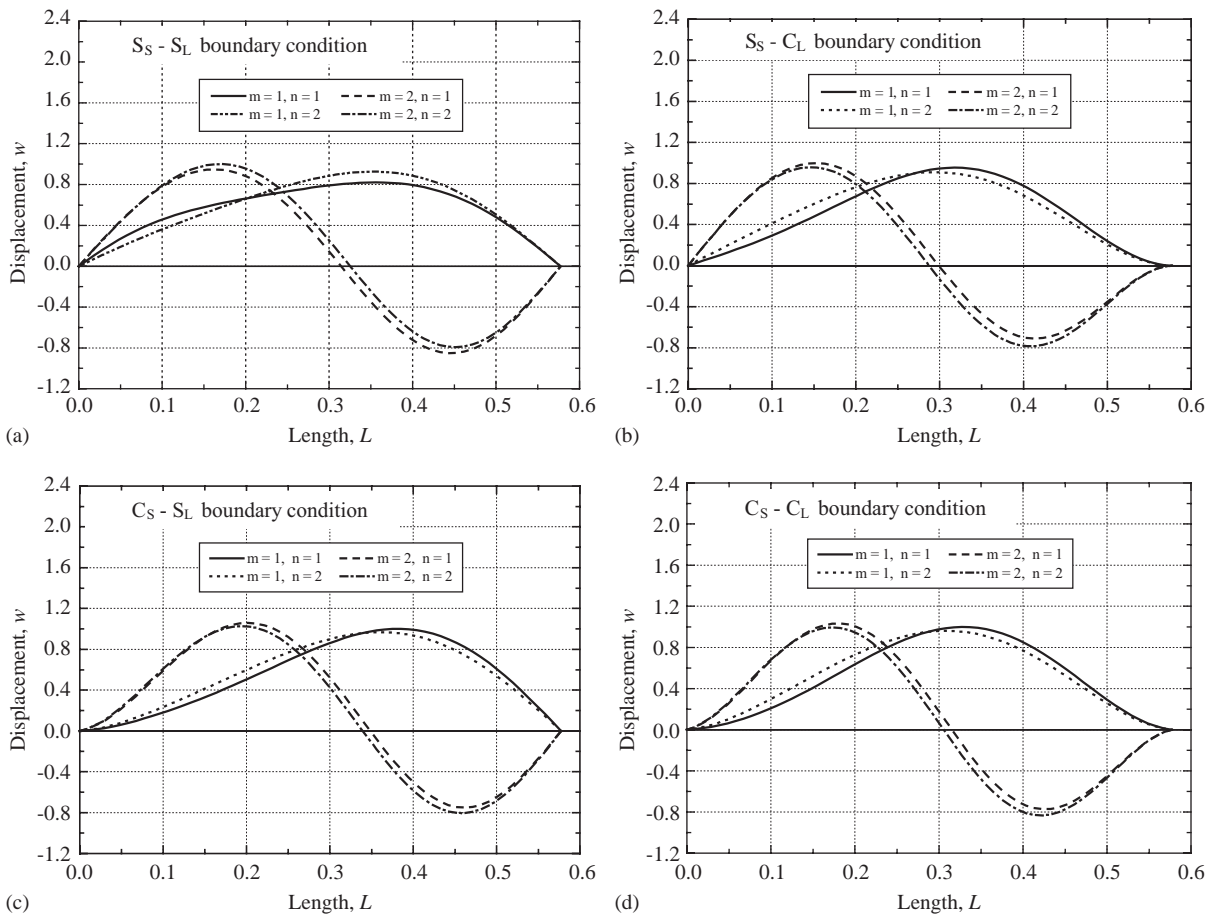 2.4
S_S - S_L boundary condition
2.0
1.6
m = 1, n = 1
m = 2, n = 1
m = 1, n = 2
m = 2, n = 2
1.2
0.8
0.4
0.0
-0.4
-0.8
-1.2
Displacement, w
0.0 0.1 0.2 0.3 0.4 0.5 0.6
Length, L
(a)
2.4
S_S - C_L boundary condition
2.0
1.6
m = 1, n = 1
m = 2, n = 1
m = 1, n = 2
m = 2, n = 2
1.2
0.8
0.4
0.0
-0.4
-0.8
-1.2
Displacement, w
0.0 0.1 0.2 0.3 0.4 0.5 0.6
Length, L
(b)
2.4
C_S - S_L boundary condition
2.0
1.6
m = 1, n = 1
m = 2, n = 1
m = 1, n = 2
m = 2, n = 2
1.2
0.8
0.4
0.0
-0.4
-0.8
-1.2
Displacement, w
0.0 0.1 0.2 0.3 0.4 0.5 0.6
Length, L
(c)
2.4
C_S - C_L boundary condition
2.0
1.6
m = 1, n = 1
m = 2, n = 1
m = 1, n = 2
m = 2, n = 2
1.2
0.8
0.4
0.0
-0.4
-0.8
-1.2
Displacement, w
0.0 0.1 0.2 0.3 0.4 0.5 0.6
Length, L
(d)